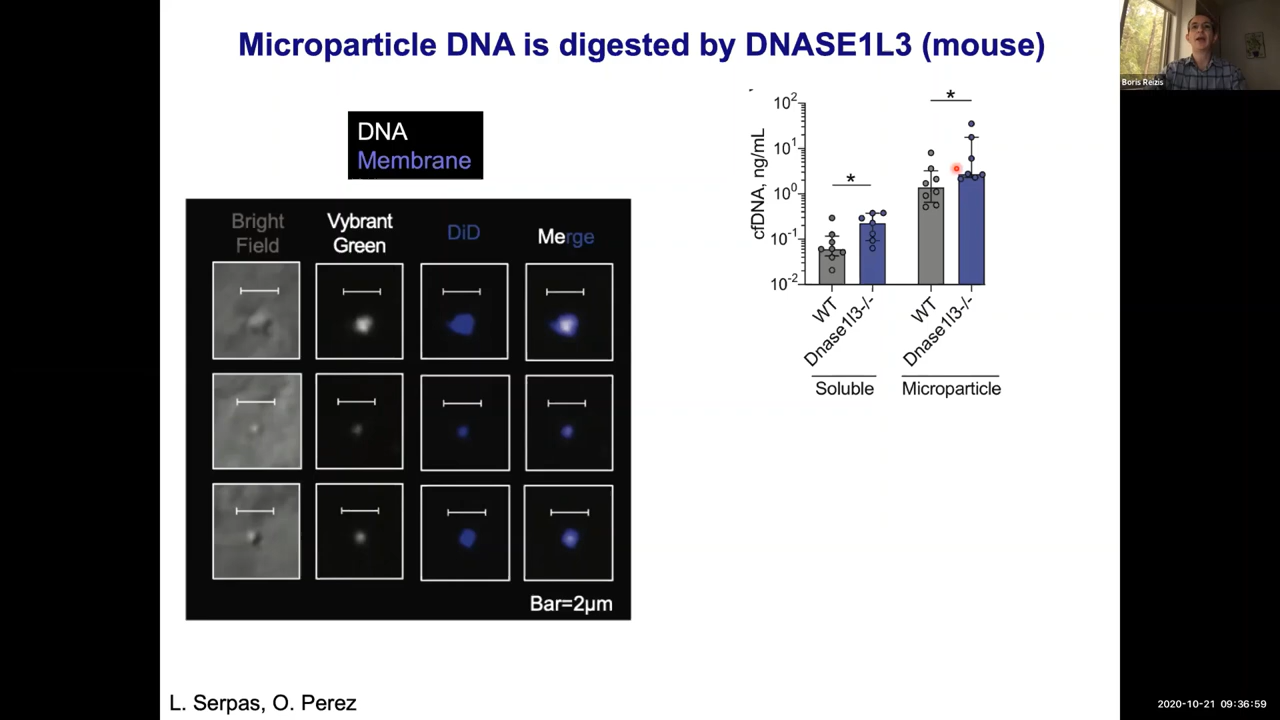 Microparticle DNA is digested by DNASE1L3 (mouse)
Boris Reizis
DNA
Membrane
Bright
Field
Vybrant
Green
DiD
Merge
Bar=2μm
cfDNA, ng/mL
10²
10¹
10⁰
10⁻¹
10⁻²
*
*
WT
Dnase1l3-/-
WT
Dnase1l3-/-
Soluble
Microparticle
L. Serpas, O. Perez
2020-10-21 09:36:59